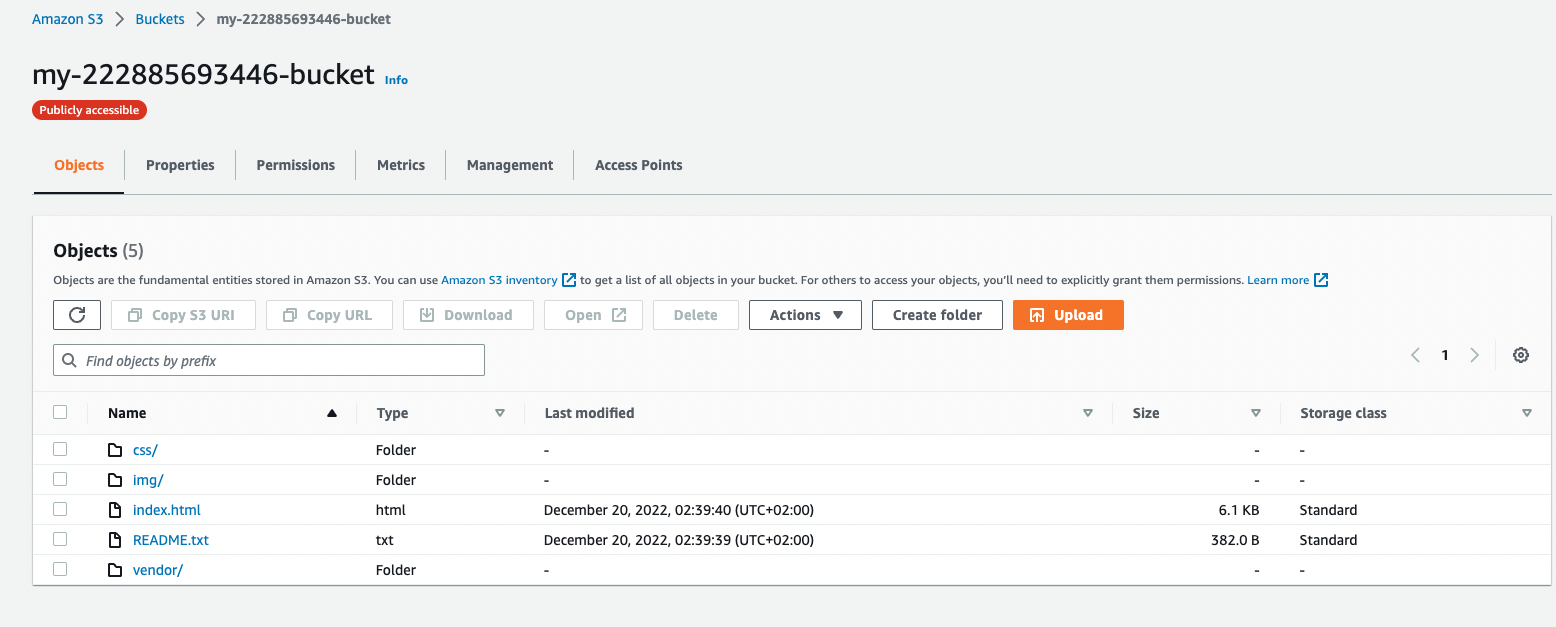 Amazon S3 > Buckets > my-222885693446-bucket
my-222885693446-bucket Info
Publicly accessible
Objects Properties Permissions Metrics Management Access Points
Objects (5)
Objects are the fundamental entities stored in Amazon S3. You can use Amazon S3 inventory to get a list of all objects in your bucket. For others to access your objects, you'll need to explicitly grant them permissions. Learn more
Copy S3 URI Copy URL Download Open Delete Actions Create folder Upload
Find objects by prefix
1
Name Type Last modified Size Storage class
css/ Folder - - -
img/ Folder - - -
index.html html December 20, 2022, 02:39:40 (UTC+02:00) 6.1 KB Standard
README.txt txt December 20, 2022, 02:39:39 (UTC+02:00) 382.0 B Standard
vendor/ Folder - - -